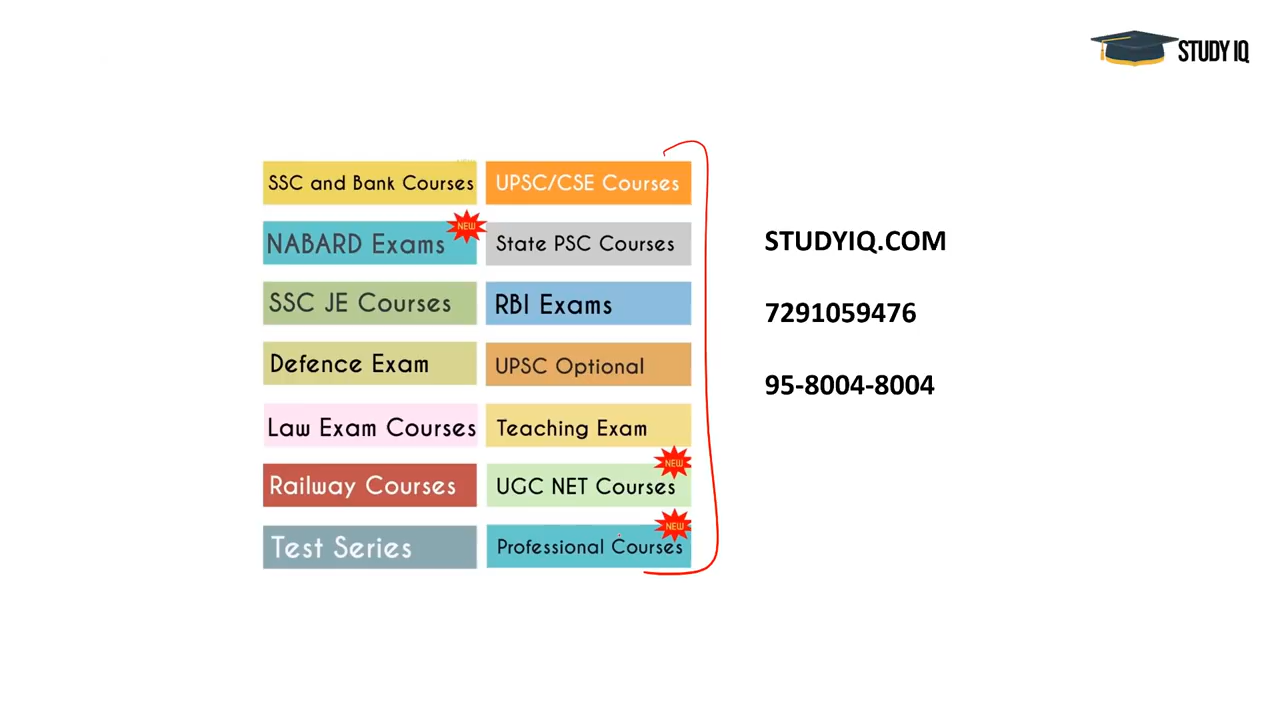 STUDY IQ
SSC and Bank Courses
UPSC/CSE Courses
NABARD Exams
NEW
State PSC Courses
SSC JE Courses
RBI Exams
Defence Exam
UPSC Optional
Law Exam Courses
Teaching Exam
Railway Courses
UGC NET Courses
NEW
Test Series
Professional Courses
NEW
STUDYIQ.COM
7291059476
95-8004-8004